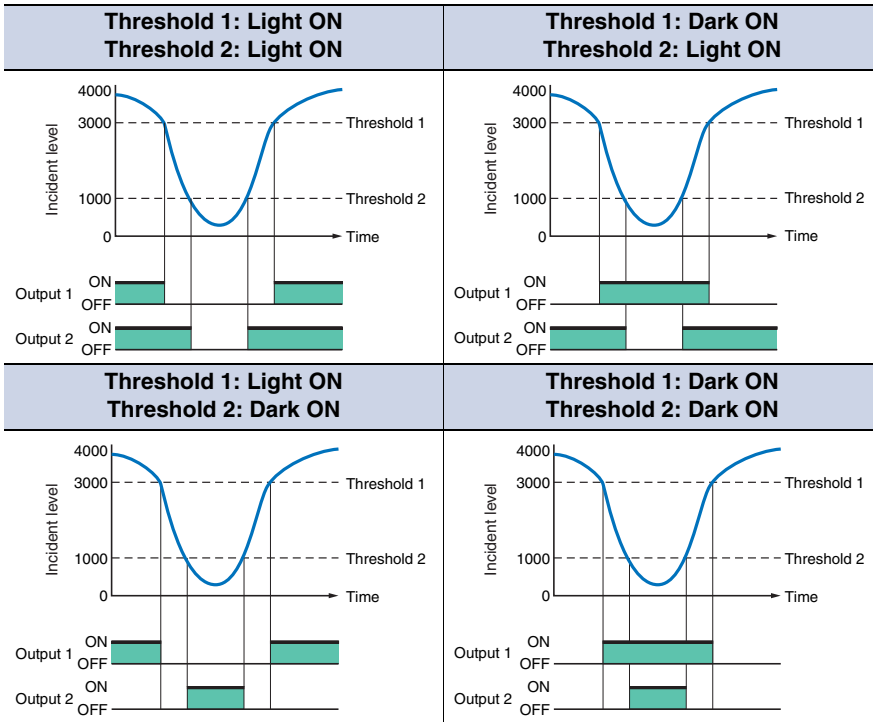 Threshold 1: Light ON
Threshold 2: Light ON
4000
3000
1000
0
Incident level
Threshold 1
Threshold 2
Time
Output 1
ON
OFF
Output 2
ON
OFF
Threshold 1: Dark ON
Threshold 2: Light ON
4000
3000
1000
0
Incident level
Threshold 1
Threshold 2
Time
Output 1
ON
OFF
Output 2
ON
OFF
Threshold 1: Light ON
Threshold 2: Dark ON
4000
3000
1000
0
Incident level
Threshold 1
Threshold 2
Time
Output 1
ON
OFF
Output 2
ON
OFF
Threshold 1: Dark ON
Threshold 2: Dark ON
4000
3000
1000
0
Incident level
Threshold 1
Threshold 2
Time
Output 1
ON
OFF
Output 2
ON
OFF